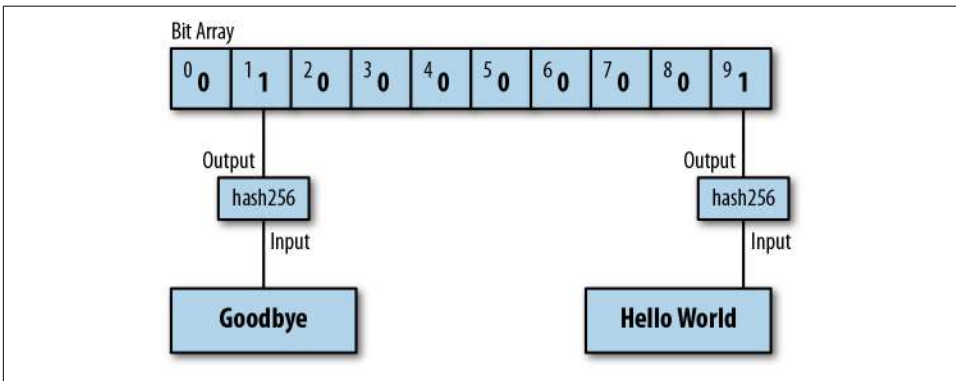 Bit Array
0 0 1 1 2 0 3 0 4 0 5 0 6 0 7 0 8 0 9 1
Output Output
hash256 hash256
Input Input
Goodbye Hello World